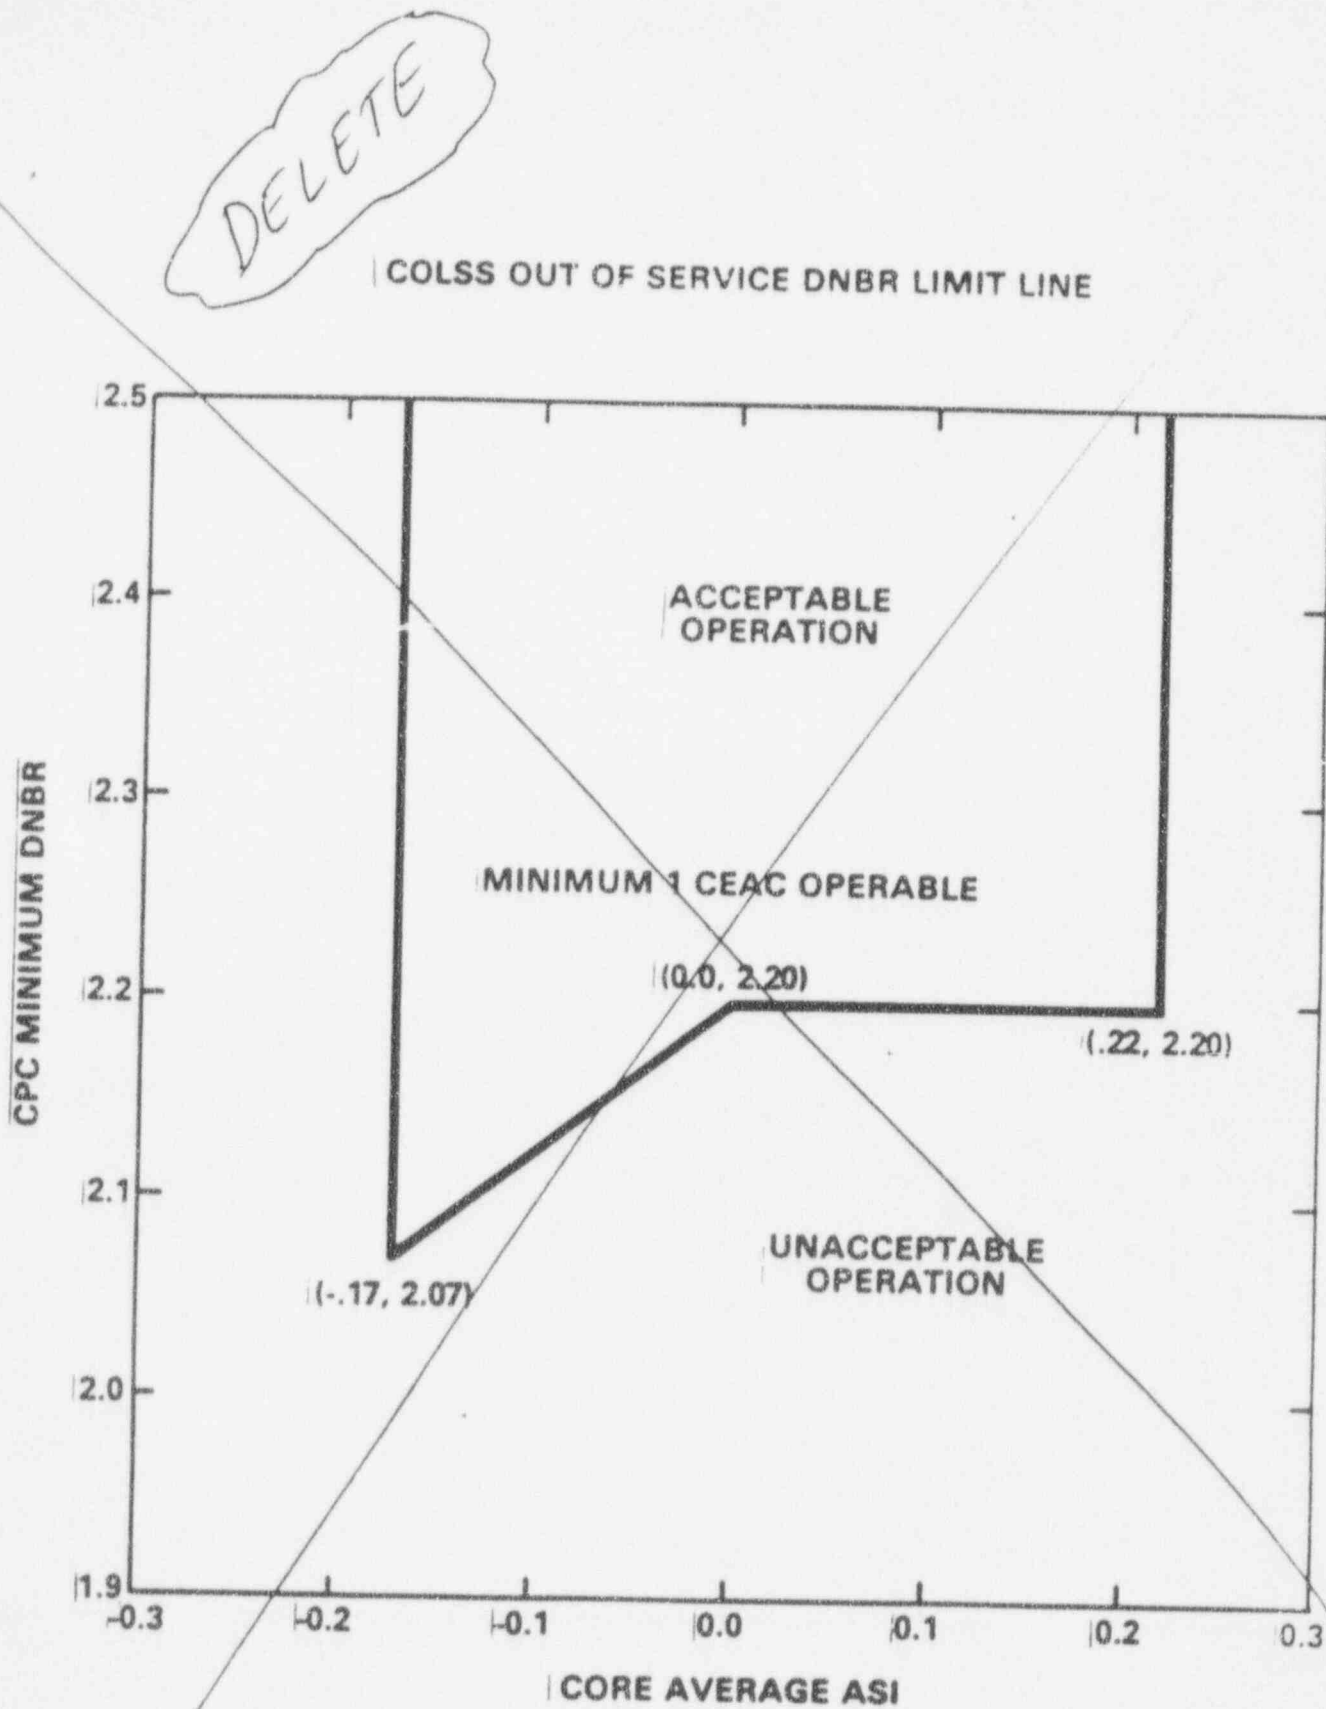 DELETE
COLSS OUT OF SERVICE DNBR LIMIT LINE
2.5
2.4
ACCEPTABLE
OPERATION
2.3
CPC MINIMUM DNBR
MINIMUM 1 CEAC OPERABLE
2.2
(0.0, 2.20)
(.22, 2.20)
2.1
UNACCEPTABLE
OPERATION
(-.17, 2.07)
2.0
1.9
-0.3 -0.2 -0.1 0.0 0.1 0.2 0.3
CORE AVERAGE ASI